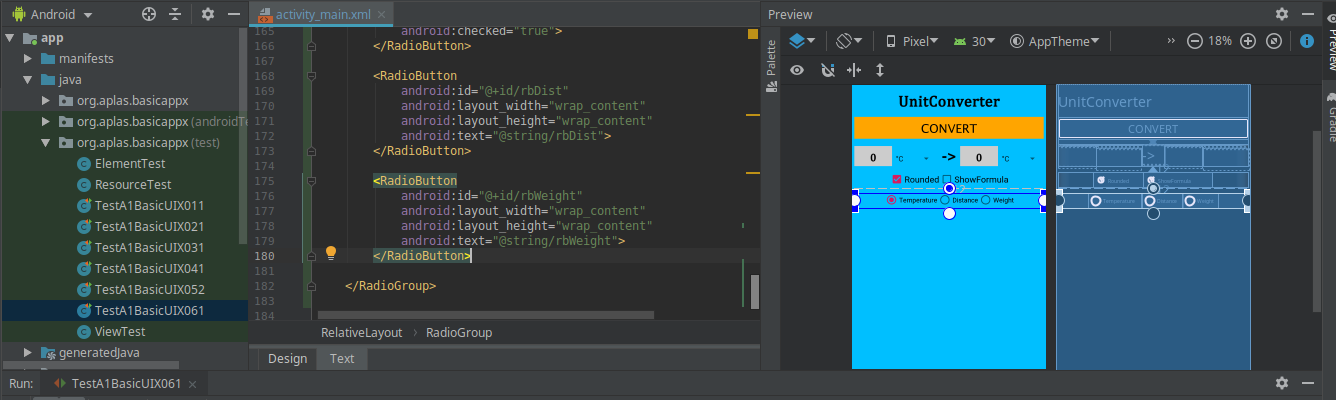 Android
app
manifests
java
org.aplas.basicappx
org.aplas.basicappx (androidTe
org.aplas.basicappx (test)
ElementTest
ResourceTest
TestA1BasicUIX011
TestA1BasicUIX021
TestA1BasicUIX031
TestA1BasicUIX041
TestA1BasicUIX052
TestA1BasicUIX061
ViewTest
generatedJava
activity_main.xml
165 android:checked="true">
166 </RadioButton>
167
168 <RadioButton
169 android:id="@+id/rbDist"
170 android:layout_width="wrap_content"
171 android:layout_height="wrap_content"
172 android:text="@string/rbDist">
173 </RadioButton>
174
175 <RadioButton
176 android:id="@+id/rbWeight"
177 android:layout_width="wrap_content"
178 android:layout_height="wrap_content"
179 android:text="@string/rbWeight">
180 </RadioButton>
181
182 </RadioGroup>
183
184
RelativeLayout › RadioGroup
Design Text
Palette
Preview
Pixel 30 AppTheme » 18%
UnitConverter
CONVERT
0 °C -> 0 °C
Rounded ShowFormula
Temperature Distance Weight
UnitConverter
CONVERT
->
Rounded ShowFormula
Temperature Distance Weight
Preview
Gradle
Run: TestA1BasicUIX061